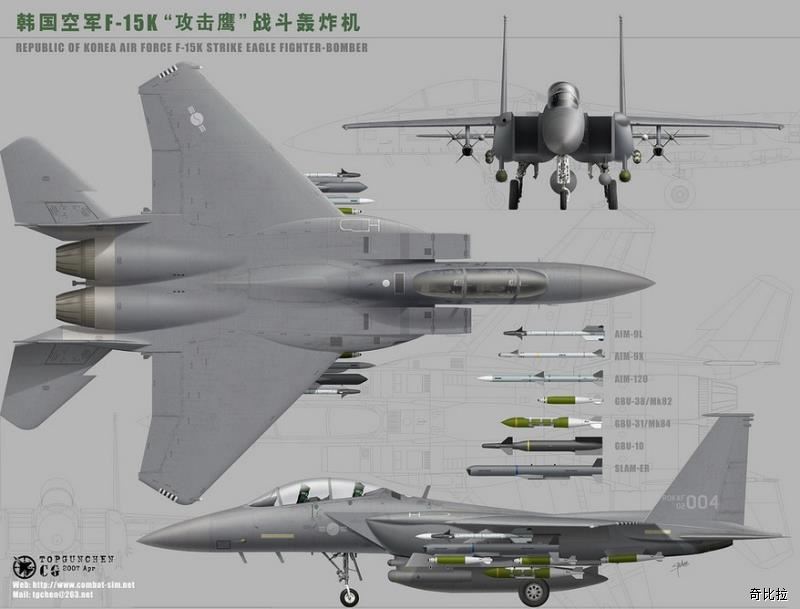 韩国空军F-15K“攻击鹰”战斗轰炸机
REPUBLIC OF KOREA AIR FORCE F-15K STRIKE EAGLE FIGHTER-BOMBER
AIM-9L
AIM-9X
AIM-120
GBU-38/Mk82
GBU-31/Mk84
GBU-10
SLAM-ER
ROKAF
02 004
TOPGUNCHEN
CG 2007 Apr
Web: http://www.combat-sim.net
Mail: tgchen@263.net
奇比拉